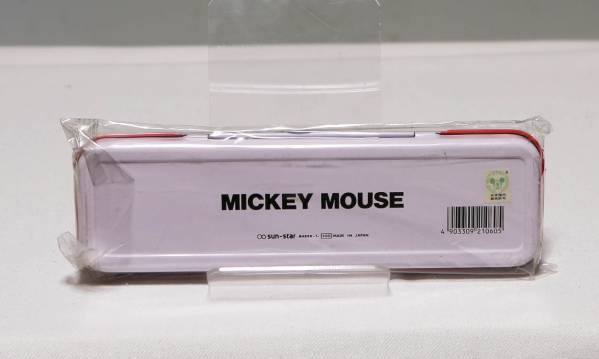 MICKEY MOUSE
sun-star MADE IN JAPAN
4 903309 210605